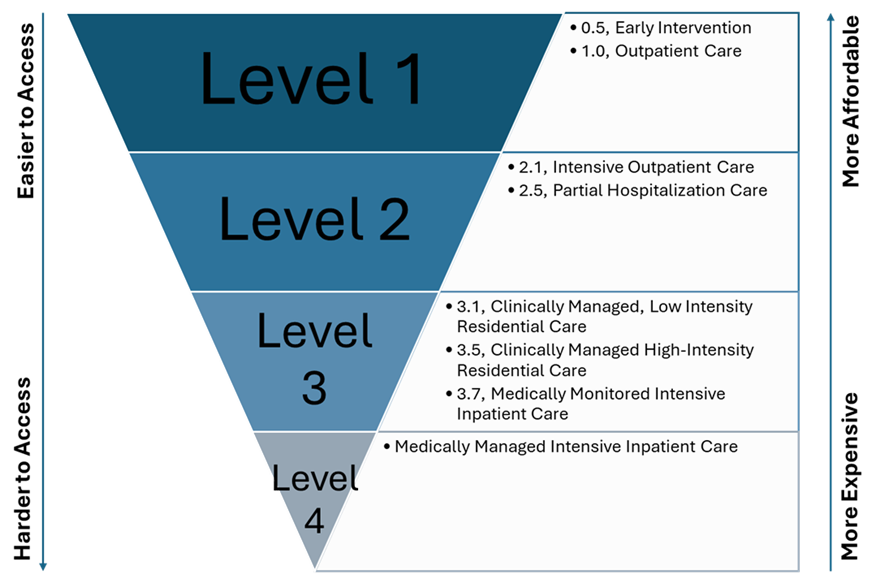 Easier to Access
Harder to Access
Level 1
• 0.5, Early Intervention
• 1.0, Outpatient Care
Level 2
• 2.1, Intensive Outpatient Care
• 2.5, Partial Hospitalization Care
Level
3
• 3.1, Clinically Managed, Low Intensity
Residential Care
• 3.5, Clinically Managed High-Intensity
Residential Care
• 3.7, Medically Monitored Intensive
Inpatient Care
Level
4
• Medically Managed Intensive Inpatient Care
More Affordable
More Expensive